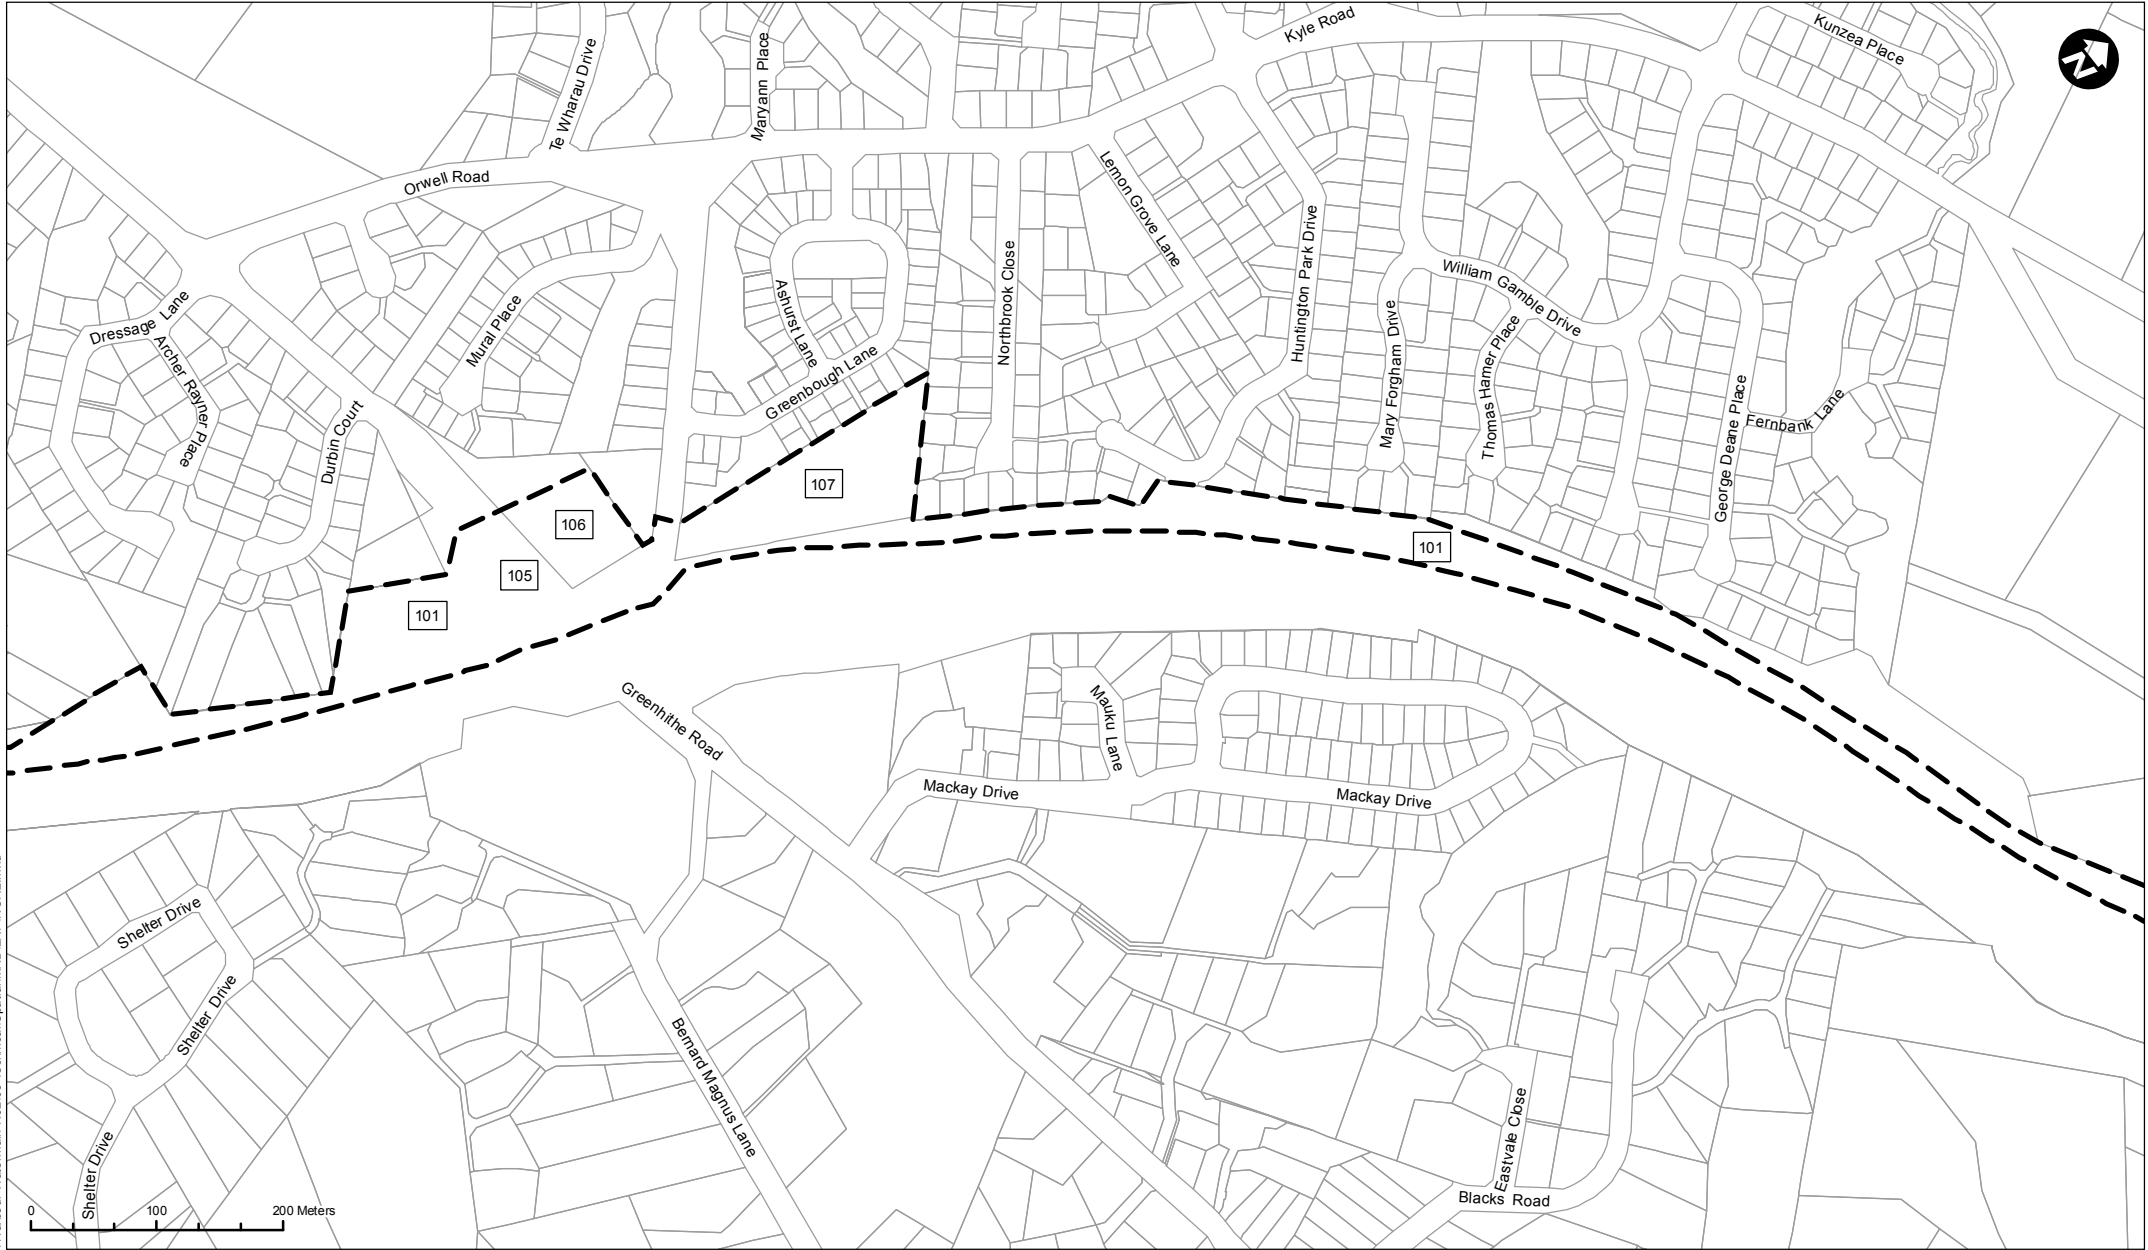 Kyle Road
Kunzea Place
N
Te Wharau Drive
Maryann Place
Orwell Road
Lemon Grove Lane
Northbrook Close
Huntington Park Drive
William Gamble Drive
Dressage Lane
Archer Rayner Place
Mural Place
Ashurst Lane
Greenbough Lane
Mary Forgham Drive
Thomas Hamer Place
George Deane Place
Fernbank Lane
Durbin Court
107
106
101
105
101
Greenhithe Road
Mauku Lane
Mackay Drive
Mackay Drive
Shelter Drive
Shelter Drive
Bernard Magnus Lane
Eastvale Close
Shelter Drive
Blacks Road
0 100 200 Meters